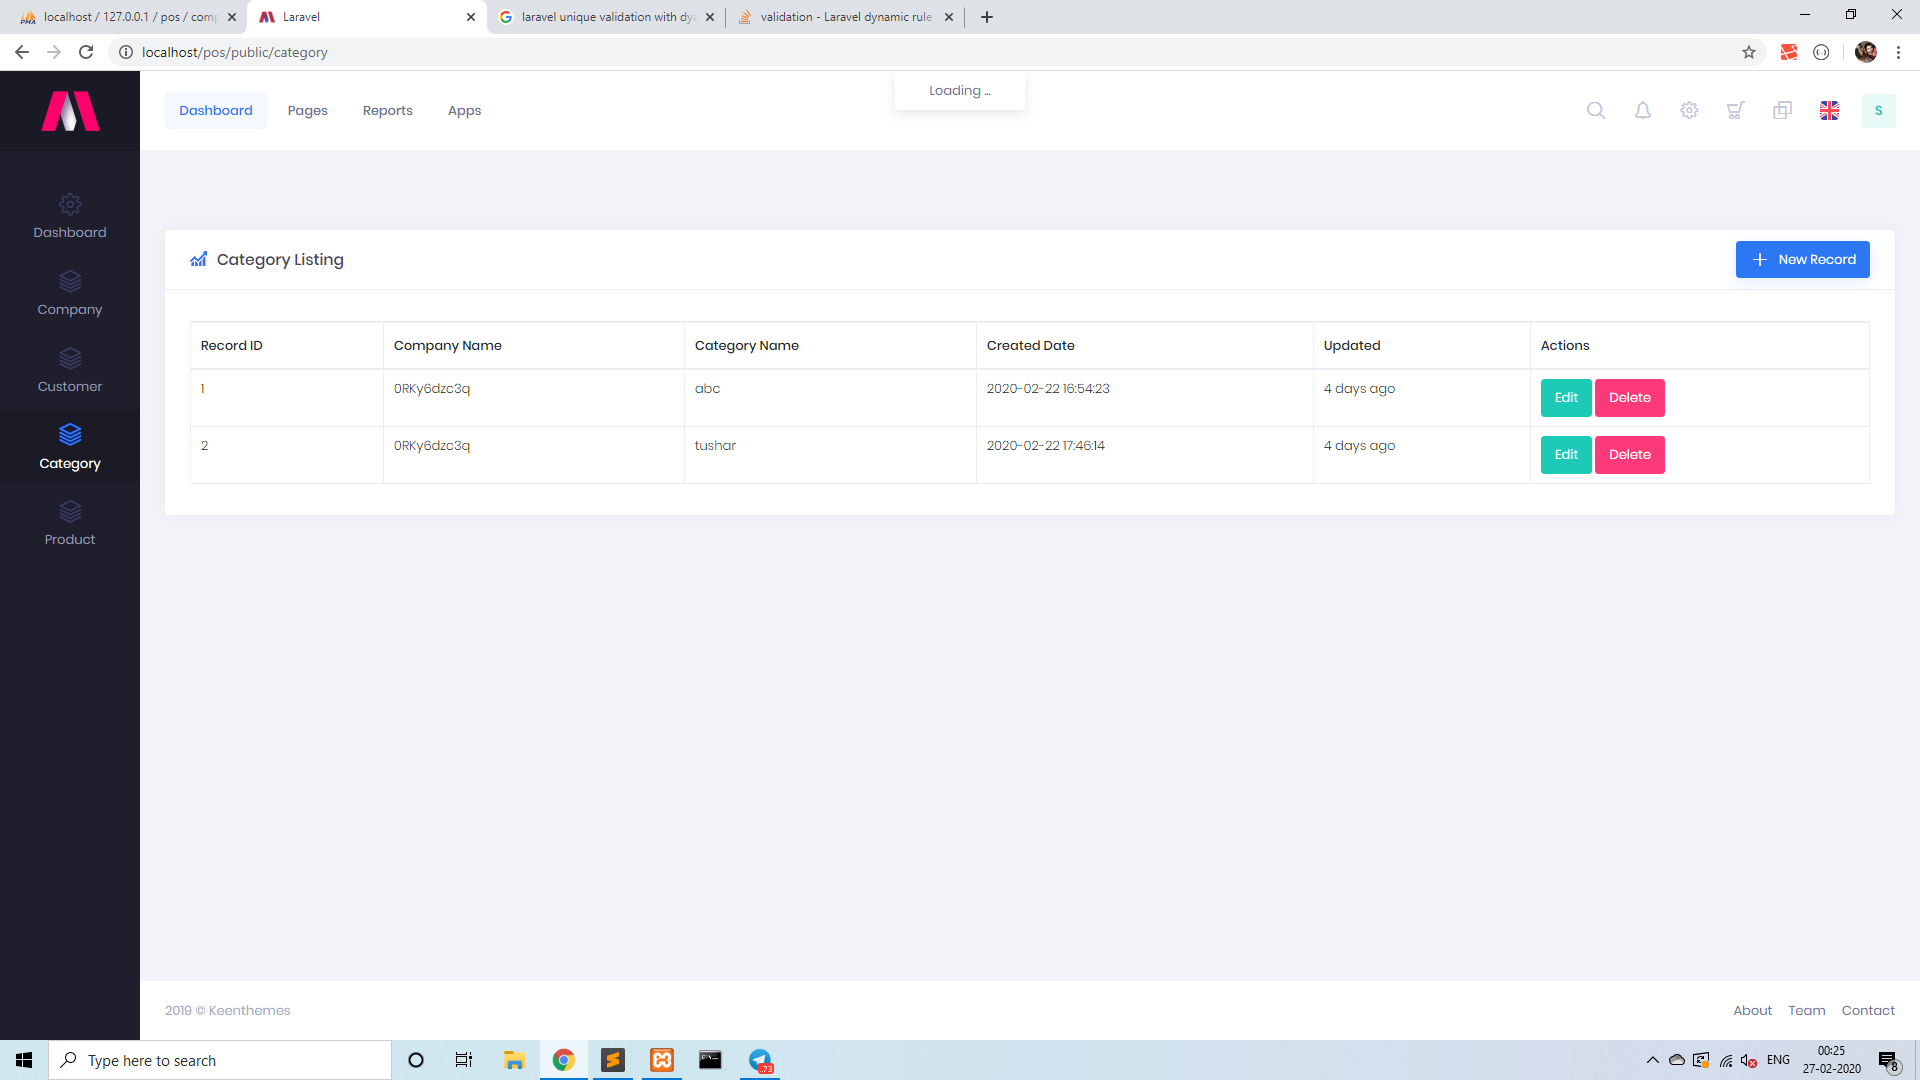 localhost / 127.0.0.1 / pos / comp
Laravel
laravel unique validation with dy
validation - Laravel dynamic rule
localhost/pos/public/category
Dashboard
Pages
Reports
Apps
Loading ...
S
Dashboard
Company
Customer
Category
Product
Category Listing
New Record
Record ID Company Name Category Name Created Date Updated Actions
1 0RKy6dzc3q abc 2020-02-22 16:54:23 4 days ago Edit Delete
2 0RKy6dzc3q tushar 2020-02-22 17:46:14 4 days ago Edit Delete
2019 © Keenthemes
About Team Contact
Type here to search
..73
ENG
00:25
27-02-2020
8